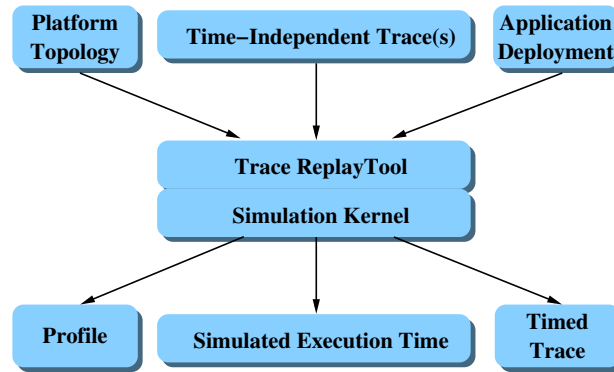 Platform
Topology
Time−Independent Trace(s)
Application
Deployment
Trace ReplayTool
Simulation Kernel
Profile
Simulated Execution Time
Timed
Trace